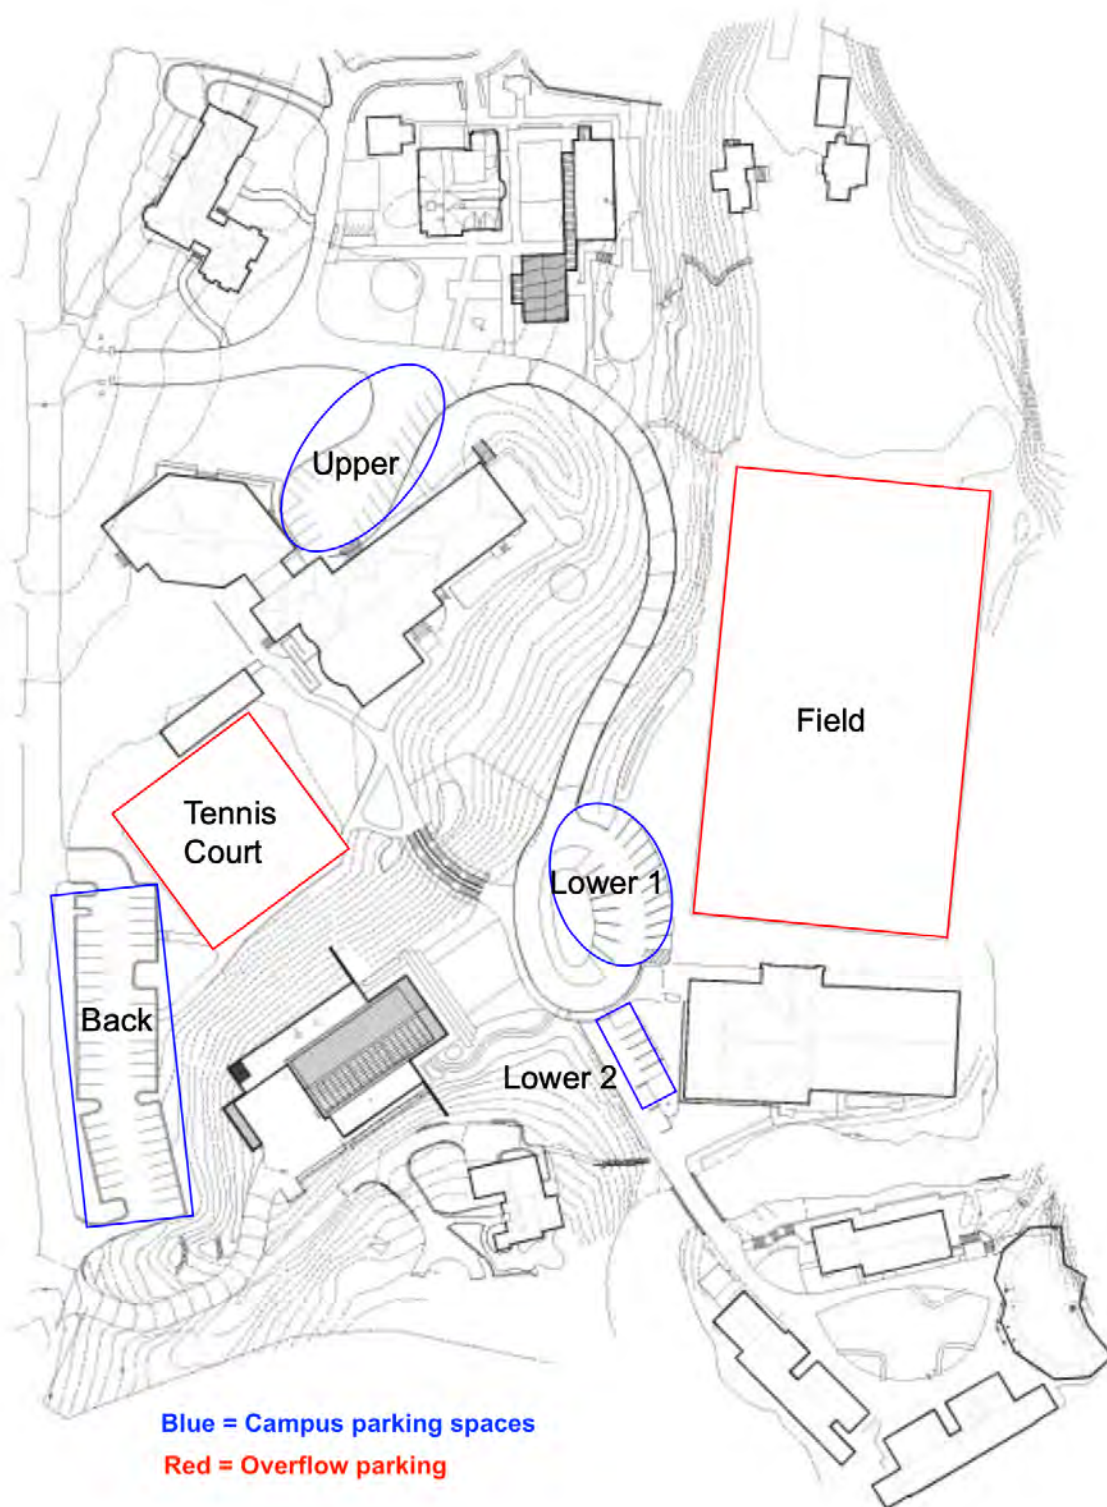 Upper
Field
Tennis
Court
Lower 1
Back
Lower 2
Blue = Campus parking spaces
Red = Overflow parking